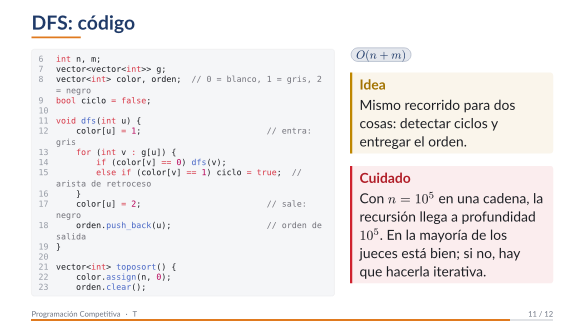 DFS: código
6 int n, m;
7 vector<vector<int>> g;
8 vector<int> color, orden; // 0 = blanco, 1 = gris, 2
= negro
9 bool ciclo = false;
10
11 void dfs(int u) {
12 color[u] = 1; // entra:
gris
13 for (int v : g[u]) {
14 if (color[v] == 0) dfs(v);
15 else if (color[v] == 1) ciclo = true; //
arista de retroceso
16 }
17 color[u] = 2; // sale:
negro
18 orden.push_back(u); // orden de
salida
19 }
20
21 vector<int> toposort() {
22 color.assign(n, 0);
23 orden.clear();
O(n + m)
Idea
Mismo recorrido para dos
cosas: detectar ciclos y
entregar el orden.
Cuidado
Con n = 10⁵ en una cadena, la
recursión llega a profundidad
10⁵. En la mayoría de los
jueces está bien; si no, hay
que hacerla iterativa.
Programación Competitiva · T
11 / 12